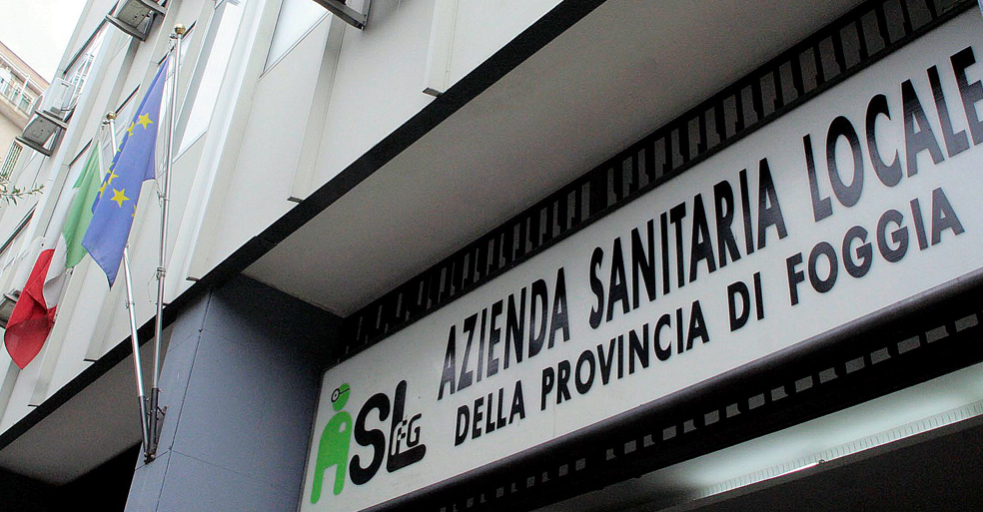 AZIENDA SANITARIA LOCALE
DELLA PROVINCIA DI FOGGIA
ASL FG